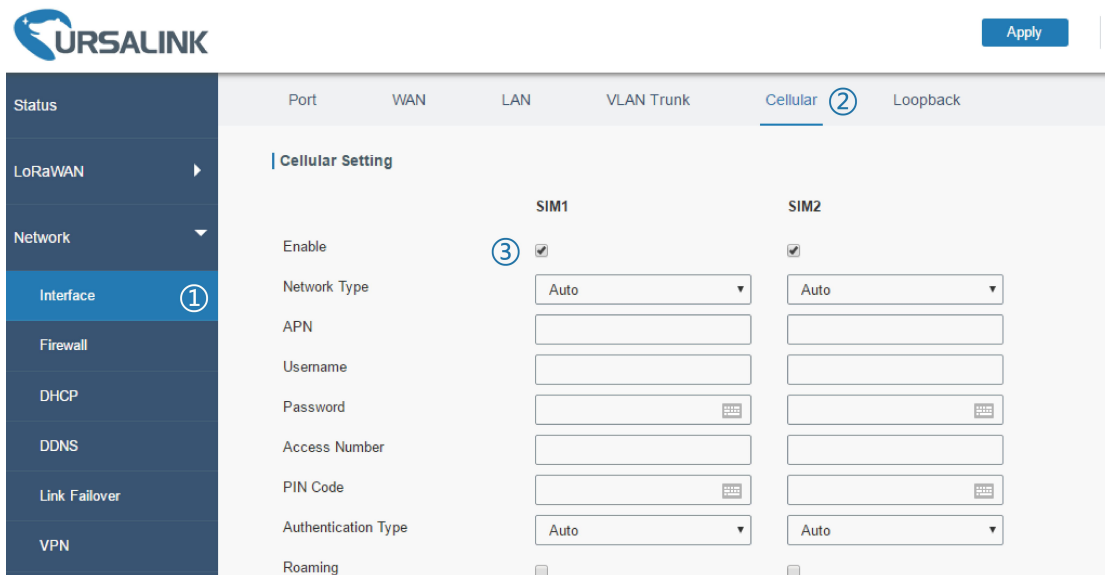 URSALINK
Apply
Status
LoRaWAN
Network
Interface ①
Firewall
DHCP
DDNS
Link Failover
VPN
Port WAN LAN VLAN Trunk Cellular ② Loopback
Cellular Setting
SIM1 SIM2
Enable ③
Network Type Auto Auto
APN
Username
Password
Access Number
PIN Code
Authentication Type Auto Auto
Roaming